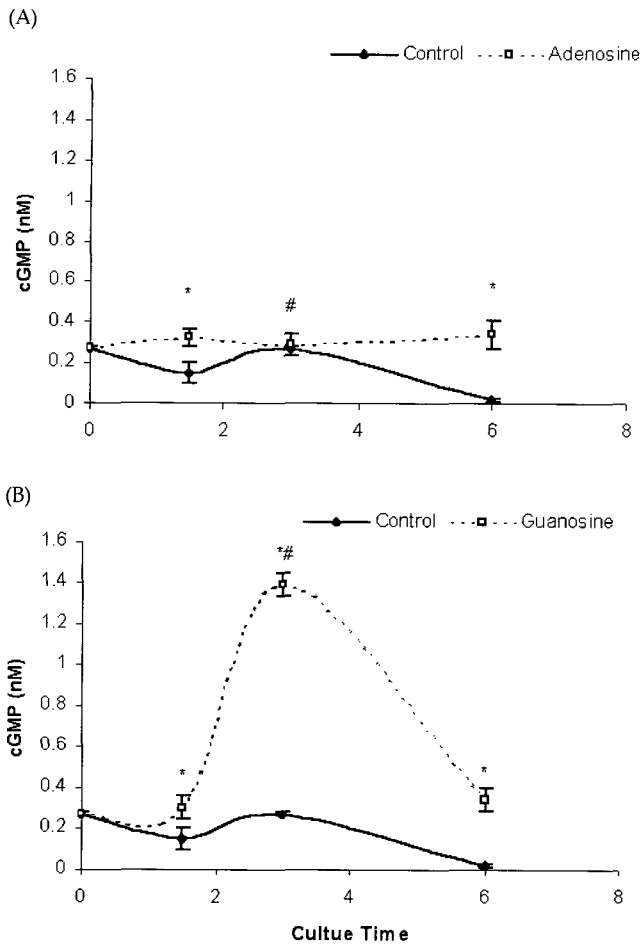 (A)
Control Adenosine
1.6
1.4
1.2
1
0.8
0.6
0.4
0.2
0
cGMP (nM)
* # *
0 2 4 6 8
(B)
Control Guanosine
1.6
1.4
1.2
1
0.8
0.6
0.4
0.2
0
cGMP (nM)
*#
* *
0 2 4 6 8
Cultue Time